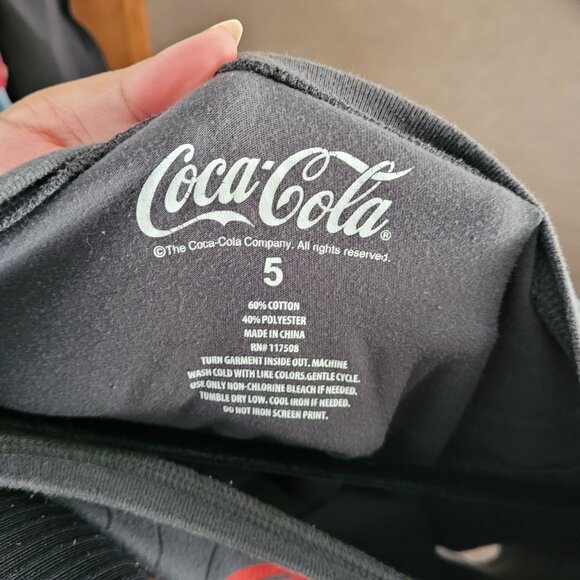 Coca-Cola®
©The Coca-Cola Company. All rights reserved.
5
60% COTTON
40% POLYESTER
MADE IN CHINA
RN# 117508
TURN GARMENT INSIDE OUT. MACHINE
WASH COLD WITH LIKE COLORS.GENTLE CYCLE.
USE ONLY NON-CHLORINE BLEACH IF NEEDED.
TUMBLE DRY LOW. COOL IRON IF NEEDED.
DO NOT IRON SCREEN PRINT.